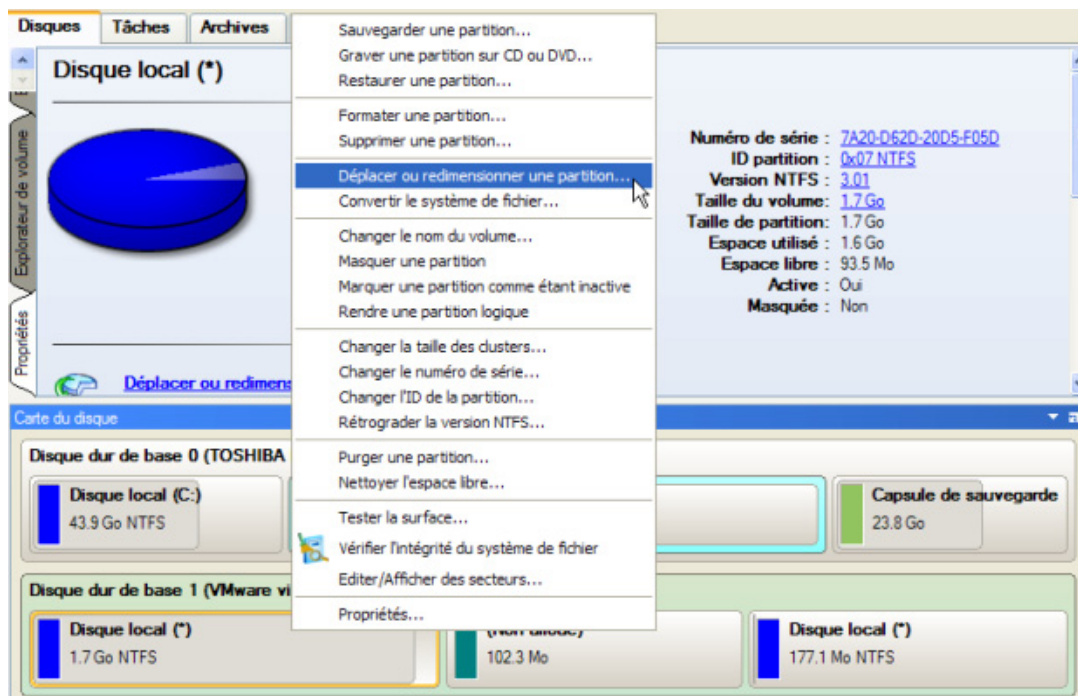 Disques
Tâches
Archives
Disque local (*)
Explorateur de volume
Propriétés
Déplacer ou redimens
Sauvegarder une partition...
Graver une partition sur CD ou DVD...
Restaurer une partition...
Formater une partition...
Supprimer une partition...
Déplacer ou redimensionner une partition...
Convertir le système de fichier...
Changer le nom du volume...
Masquer une partition
Marquer une partition comme étant inactive
Rendre une partition logique
Changer la taille des clusters...
Changer le numéro de série...
Changer l'ID de la partition...
Rétrograder la version NTFS...
Purger une partition...
Nettoyer l'espace libre...
Tester la surface...
Vérifier l'intégrité du système de fichier
Editer/Afficher des secteurs...
Propriétés...
Numéro de série : 7A20-D62D-20D5-F05D
ID partition : 0x07 NTFS
Version NTFS : 3.01
Taille du volume: 1.7 Go
Taille de partition: 1.7 Go
Espace utilisé : 1.6 Go
Espace libre : 93.5 Mo
Active : Oui
Masquée : Non
Carte du disque
Disque dur de base 0 (TOSHIBA
Disque local (C:)
43.9 Go NTFS
Capsule de sauvegarde
23.8 Go
Disque dur de base 1 (VMware vi
Disque local (*)
1.7 Go NTFS
(Non alloué)
102.3 Mo
Disque local (*)
177.1 Mo NTFS